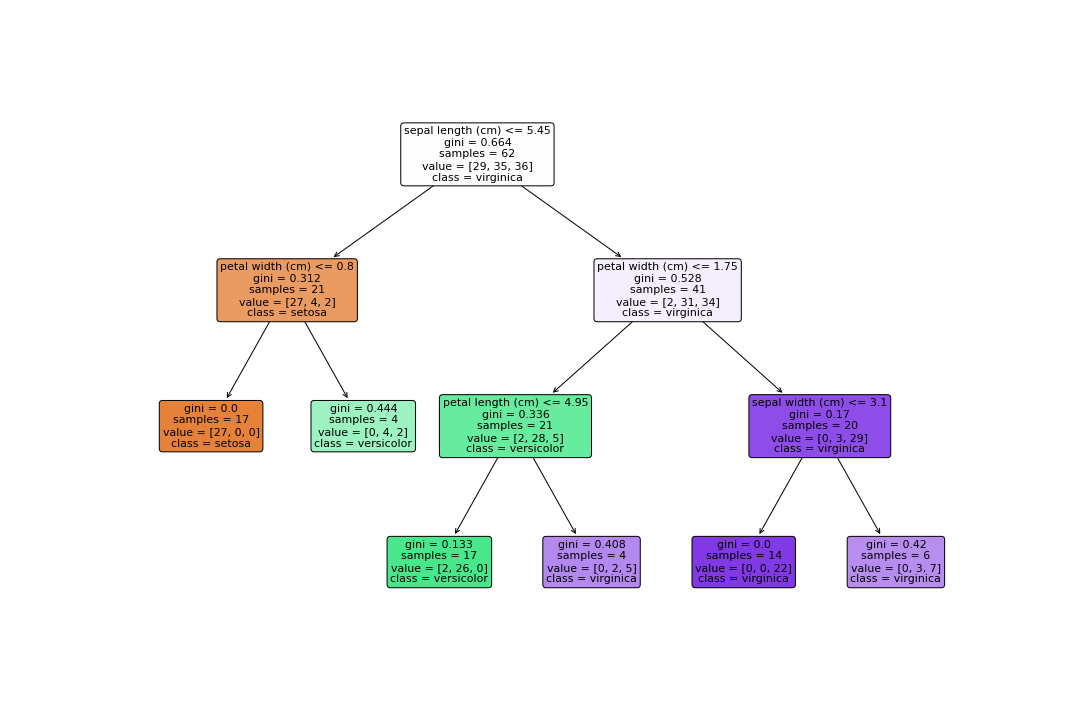 sepal length (cm) <= 5.45
gini = 0.664
samples = 62
value = [29, 35, 36]
class = virginica
petal width (cm) <= 0.8
gini = 0.312
samples = 21
value = [27, 4, 2]
class = setosa
petal width (cm) <= 1.75
gini = 0.528
samples = 41
value = [2, 31, 34]
class = virginica
gini = 0.0
samples = 17
value = [27, 0, 0]
class = setosa
gini = 0.444
samples = 4
value = [0, 4, 2]
class = versicolor
petal length (cm) <= 4.95
gini = 0.336
samples = 21
value = [2, 28, 5]
class = versicolor
sepal width (cm) <= 3.1
gini = 0.17
samples = 20
value = [0, 3, 29]
class = virginica
gini = 0.133
samples = 17
value = [2, 26, 0]
class = versicolor
gini = 0.408
samples = 4
value = [0, 2, 5]
class = virginica
gini = 0.0
samples = 14
value = [0, 0, 22]
class = virginica
gini = 0.42
samples = 6
value = [0, 3, 7]
class = virginica